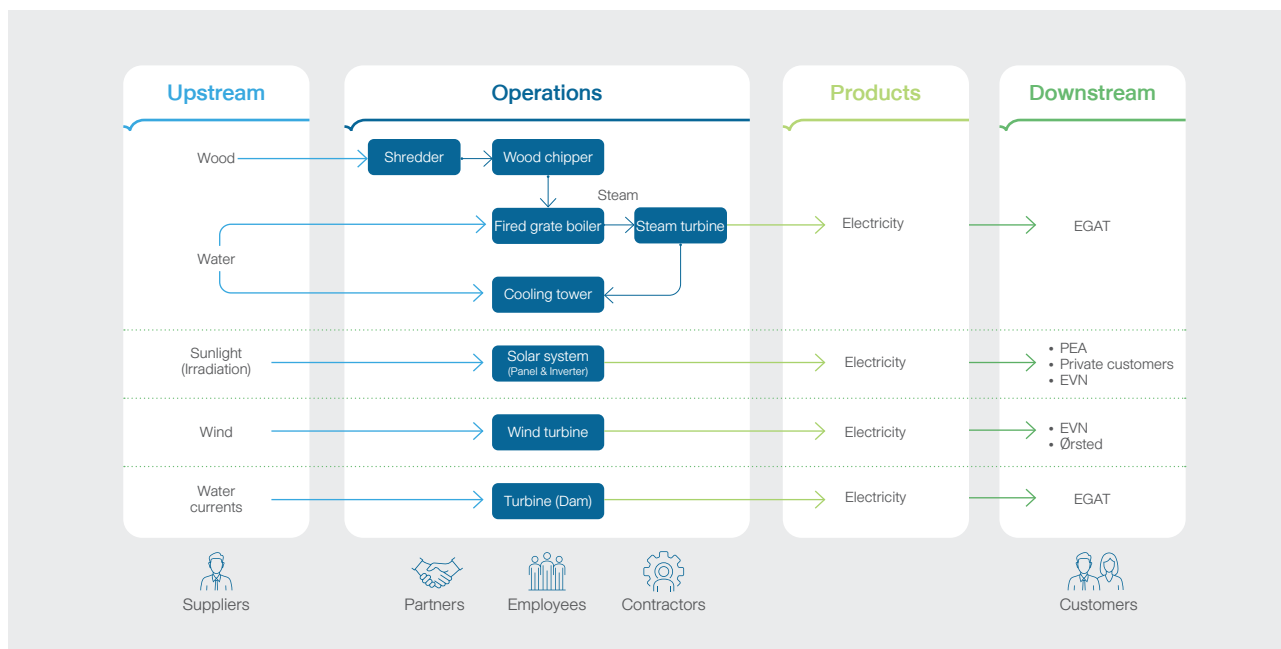 Upstream
Operations
Products
Downstream
Wood
Shredder
Wood chipper
Steam
Water
Fired grate boiler
Steam turbine
Electricity
EGAT
Cooling tower
Sunlight
(Irradiation)
Solar system
(Panel & Inverter)
Electricity
• PEA
• Private customers
• EVN
Wind
Wind turbine
Electricity
• EVN
• Ørsted
Water
currents
Turbine (Dam)
Electricity
EGAT
Suppliers
Partners
Employees
Contractors
Customers